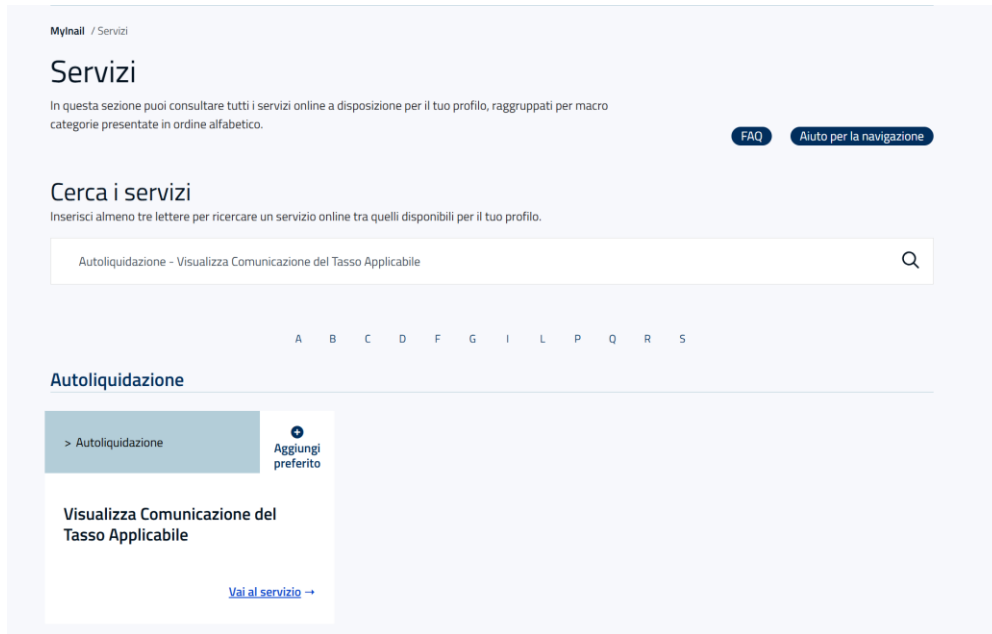 MyInail / Servizi
Servizi
In questa sezione puoi consultare tutti i servizi online a disposizione per il tuo profilo, raggruppati per macro
categorie presentate in ordine alfabetico.
FAQ Aiuto per la navigazione
Cerca i servizi
Inserisci almeno tre lettere per ricercare un servizio online tra quelli disponibili per il tuo profilo.
Autoliquidazione - Visualizza Comunicazione del Tasso Applicabile
A B C D F G I L P Q R S
Autoliquidazione
> Autoliquidazione
Aggiungi
preferito
Visualizza Comunicazione del
Tasso Applicabile
Vai al servizio →